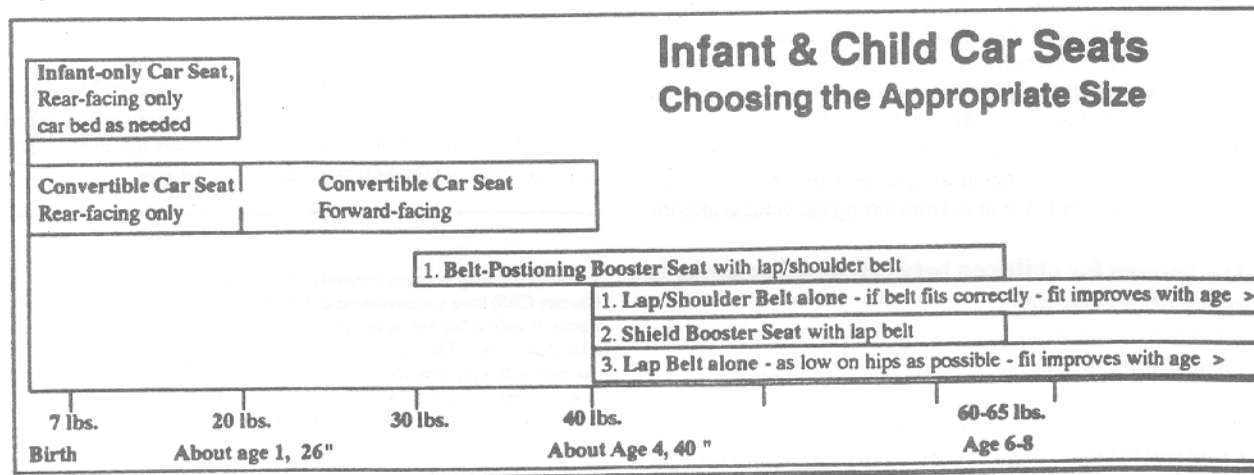 Infant & Child Car Seats
Choosing the Appropriate Size
Infant-only Car Seat,
Rear-facing only
car bed as needed
Convertible Car Seat
Rear-facing only
Convertible Car Seat
Forward-facing
1. Belt-Postioning Booster Seat with lap/shoulder belt
1. Lap/Shoulder Belt alone - if belt fits correctly - fit improves with age >
2. Shield Booster Seat with lap belt
3. Lap Belt alone - as low on hips as possible - fit improves with age >
7 lbs. 20 lbs. 30 lbs. 40 lbs. 60-65 lbs.
Birth About age 1, 26" About Age 4, 40 " Age 6-8